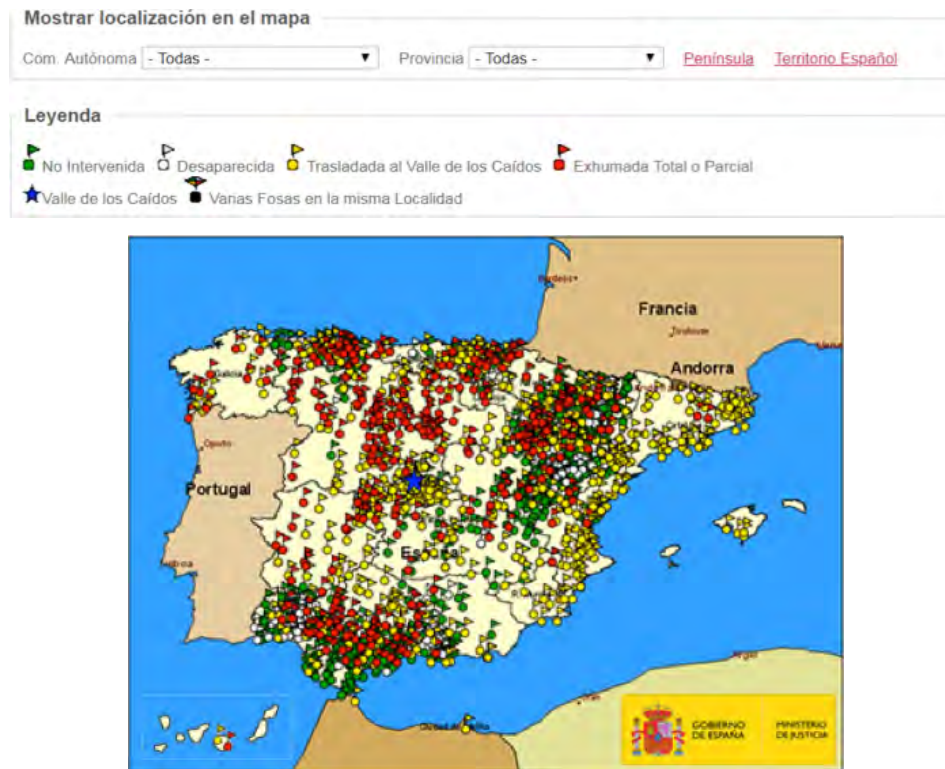 Mostrar localización en el mapa
Com. Autónoma - Todas - Provincia - Todas - Península Territorio Español
Leyenda
No Intervenida Desaparecida Trasladada al Valle de los Caídos Exhumada Total o Parcial
Valle de los Caídos Varias Fosas en la misma Localidad
Francia
Andorra
Galicia
Oporto
Portugal
España
GOBIERNO DE ESPAÑA
MINISTERIO DE JUSTICIA